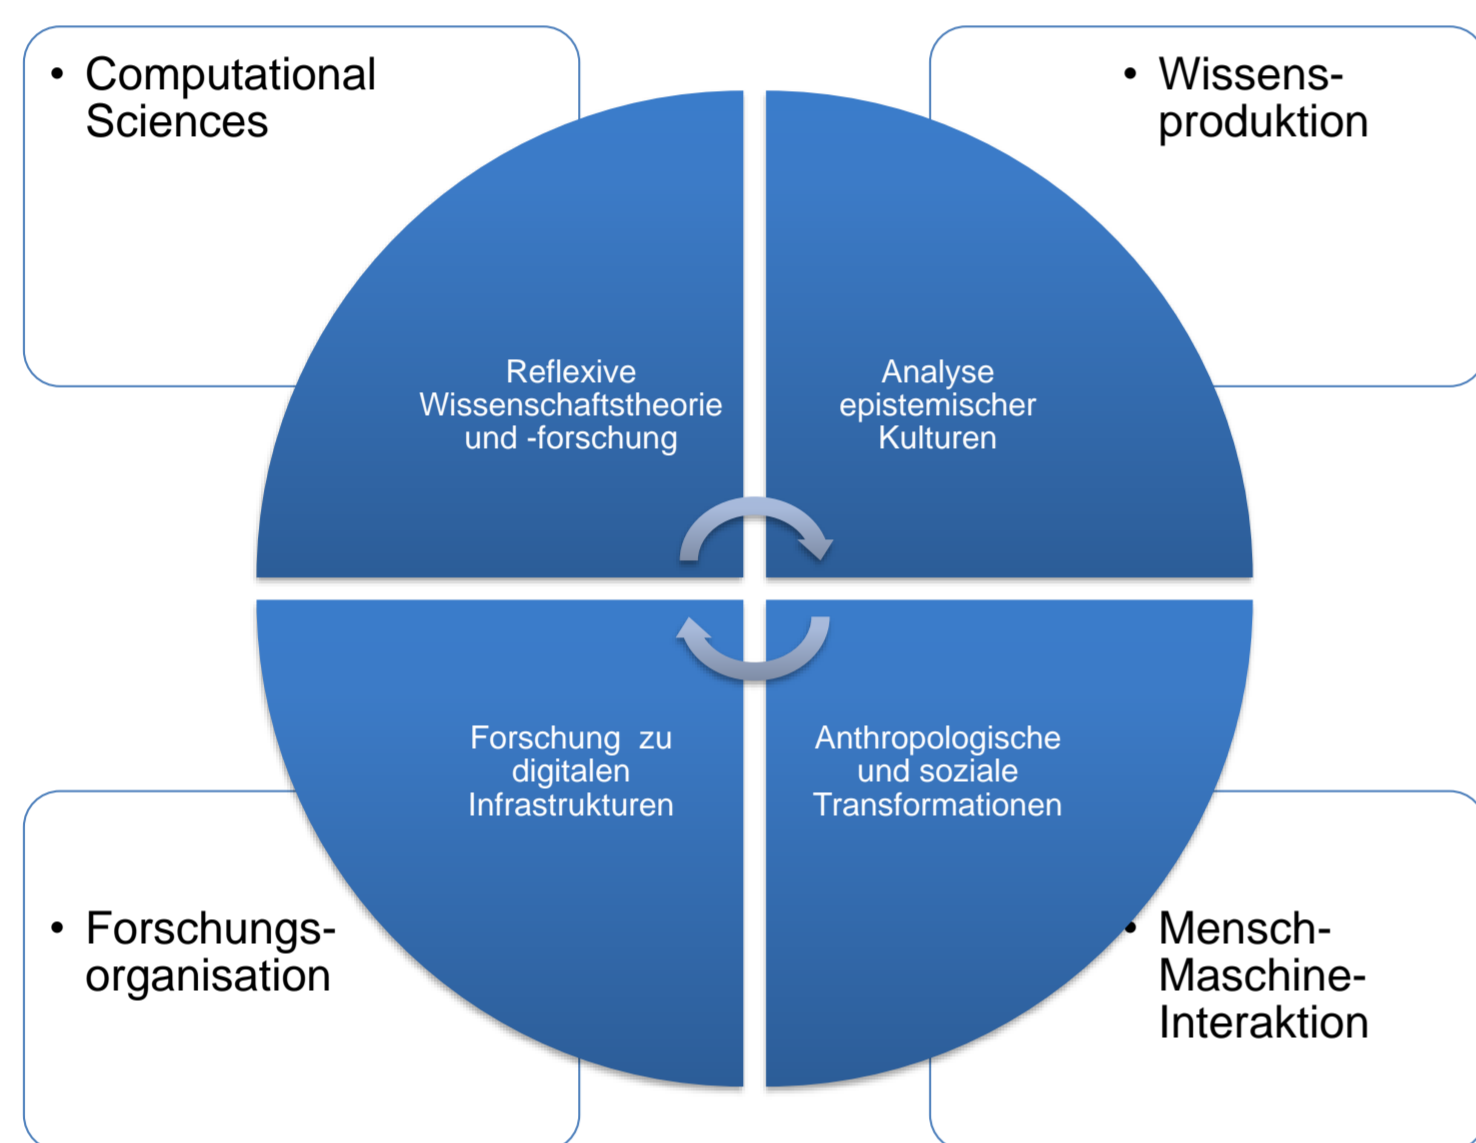 • Computational
Sciences
• Wissens-
produktion
Reflexive
Wissenschaftstheorie
und -forschung
Analyse
epistemischer
Kulturen
Forschung  zu
digitalen
Infrastrukturen
Anthropologische
und soziale
Transformationen
• Forschungs-
organisation
• Mensch-
Maschine-
Interaktion